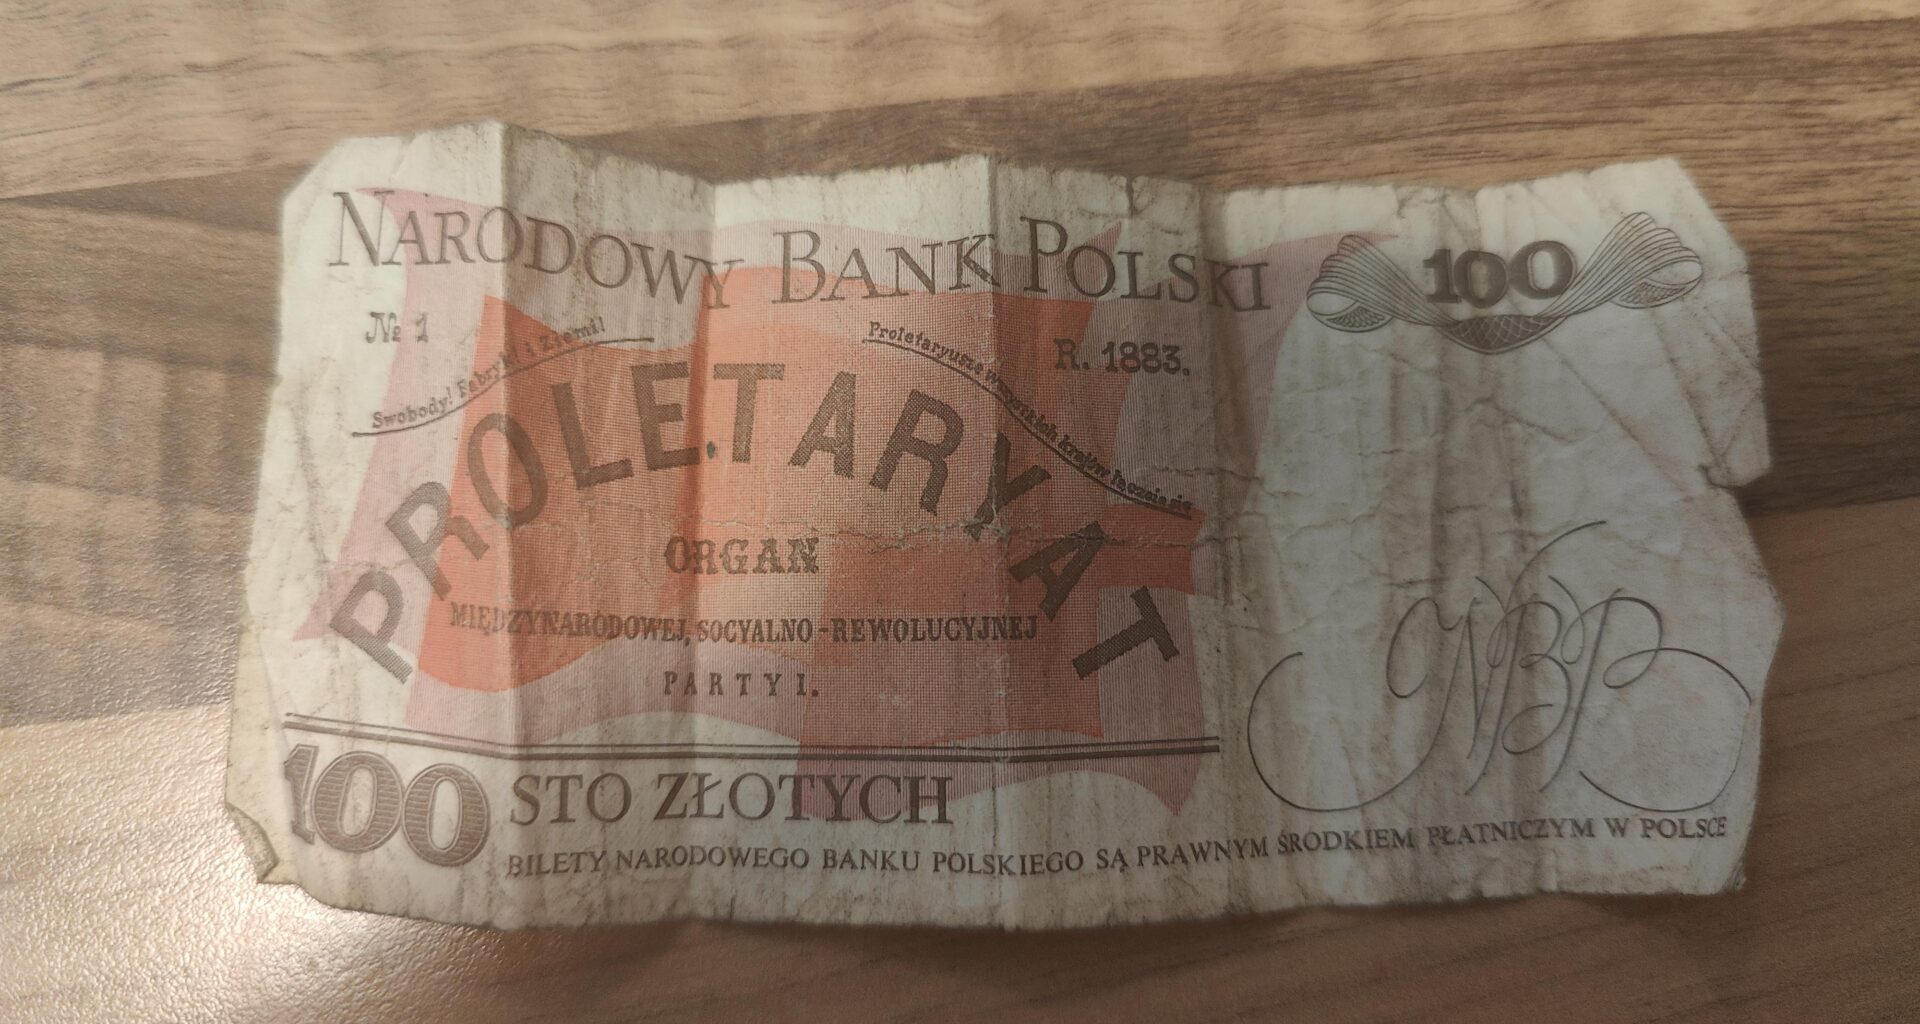 NARODOWY BANK POLSKI
100
№ 1
R. 1883.
Swobody! Fabryki i Ziemi!
Proletaryusze wszystkich krajów łączcie się
PROLETARYAT
ORGAN
MIĘDZYNARODOWEJ, SOCYALNO-REWOLUCYJNEJ
PARTYI.
NBP
100 STO ZŁOTYCH
BILETY NARODOWEGO BANKU POLSKIEGO SĄ PRAWNYM ŚRODKIEM PŁATNICZYM W POLSCE